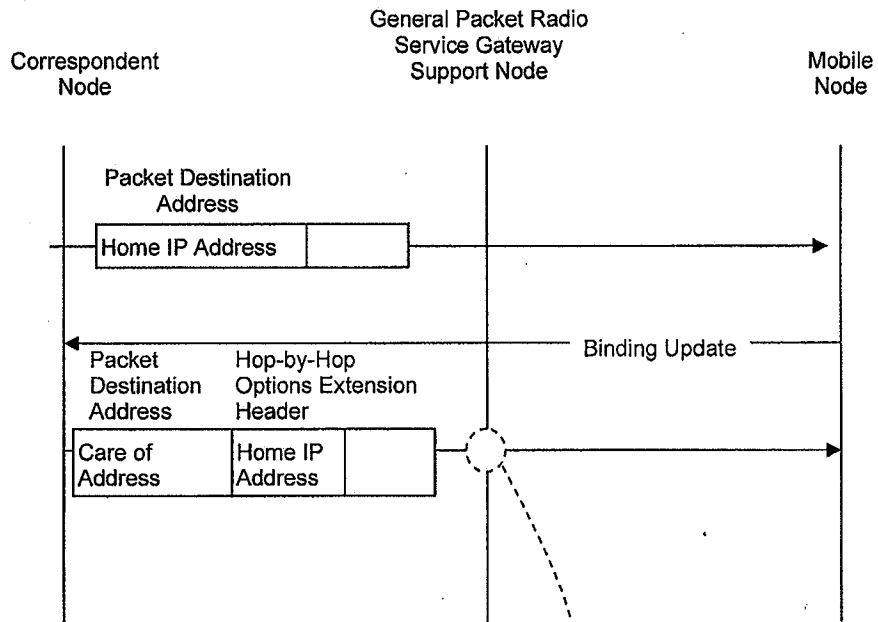 General Packet Radio
Service Gateway
Support Node
Correspondent
Node
Mobile
Node
Packet Destination
Address
Home IP Address
Binding Update
Packet
Destination
Address
Hop-by-Hop
Options Extension
Header
Care of
Address
Home IP
Address